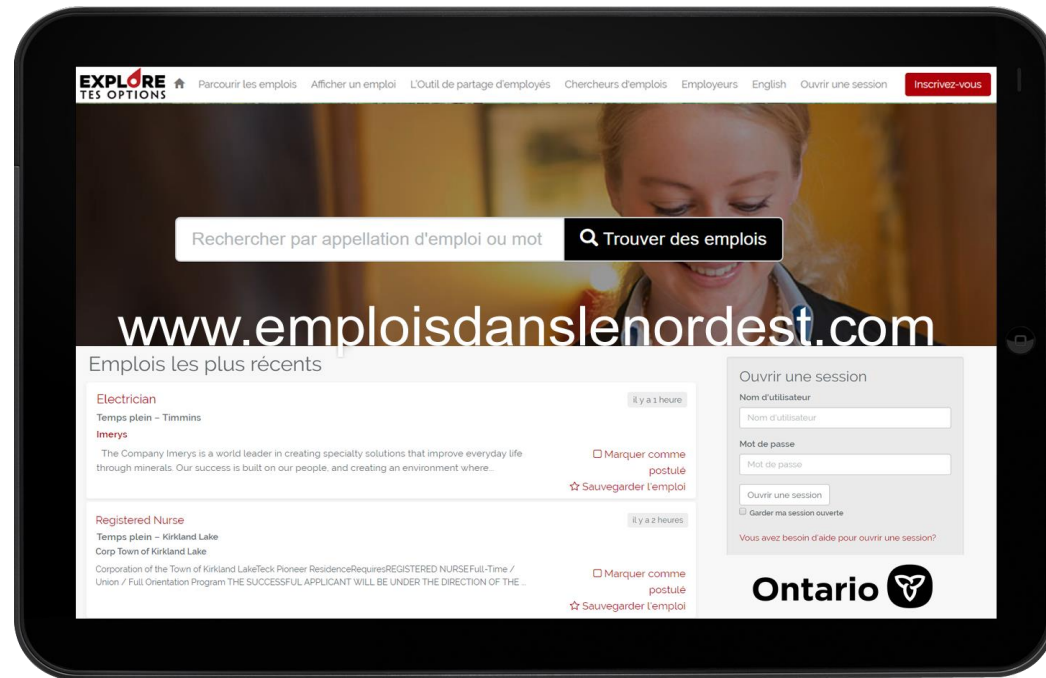 EXPLORE
TES OPTIONS
Parcourir les emplois Afficher un emploi L'Outil de partage d'employés Chercheurs d'emplois Employeurs English Ouvrir une session Inscrivez-vous
Rechercher par appellation d'emploi ou mot
Trouver des emplois
www.emploisdanslenordest.com
Emplois les plus récents
Electrician
il y a 1 heure
Temps plein – Timmins
Imerys
The Company Imerys is a world leader in creating specialty solutions that improve everyday life
through minerals. Our success is built on our people, and creating an environment where...
Marquer comme
postulé
Sauvegarder l'emploi
Registered Nurse
il y a 2 heures
Temps plein – Kirkland Lake
Corp Town of Kirkland Lake
Corporation of the Town of Kirkland LakeTeck Pioneer ResidenceRequiresREGISTERED NURSEFull-Time /
Union / Full Orientation Program THE SUCCESSFUL APPLICANT WILL BE UNDER THE DIRECTION OF THE ...
Marquer comme
postulé
Sauvegarder l'emploi
Ouvrir une session
Nom d'utilisateur
Nom d'utilisateur
Mot de passe
Mot de passe
Ouvrir une session
Garder ma session ouverte
Vous avez besoin d'aide pour ouvrir une session?
Ontario